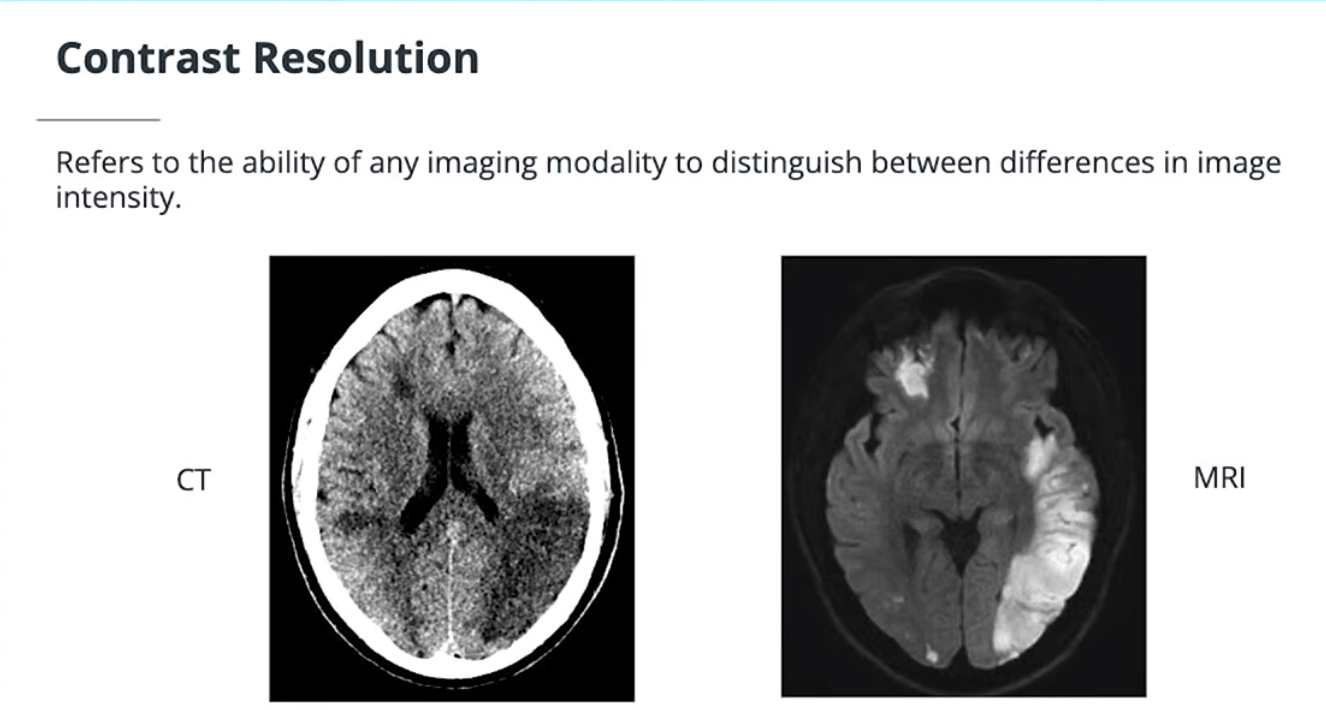 Contrast Resolution
Refers to the ability of any imaging modality to distinguish between differences in image
intensity.
CT
MRI